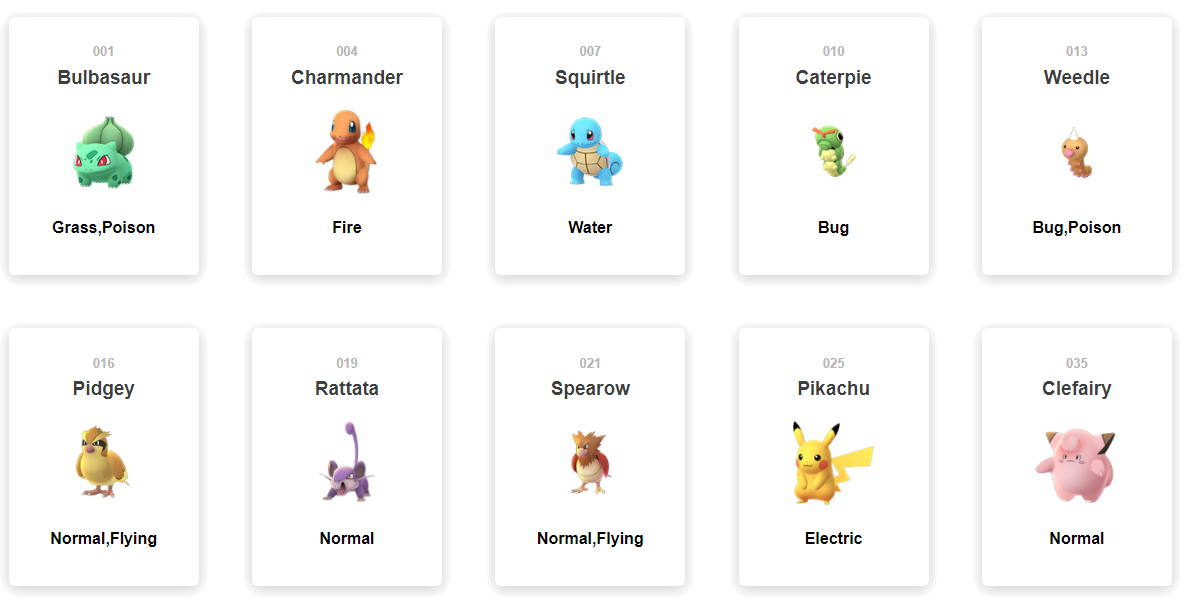 001
Bulbasaur
Grass,Poison
004
Charmander
Fire
007
Squirtle
Water
010
Caterpie
Bug
013
Weedle
Bug,Poison
016
Pidgey
Normal,Flying
019
Rattata
Normal
021
Spearow
Normal,Flying
025
Pikachu
Electric
035
Clefairy
Normal